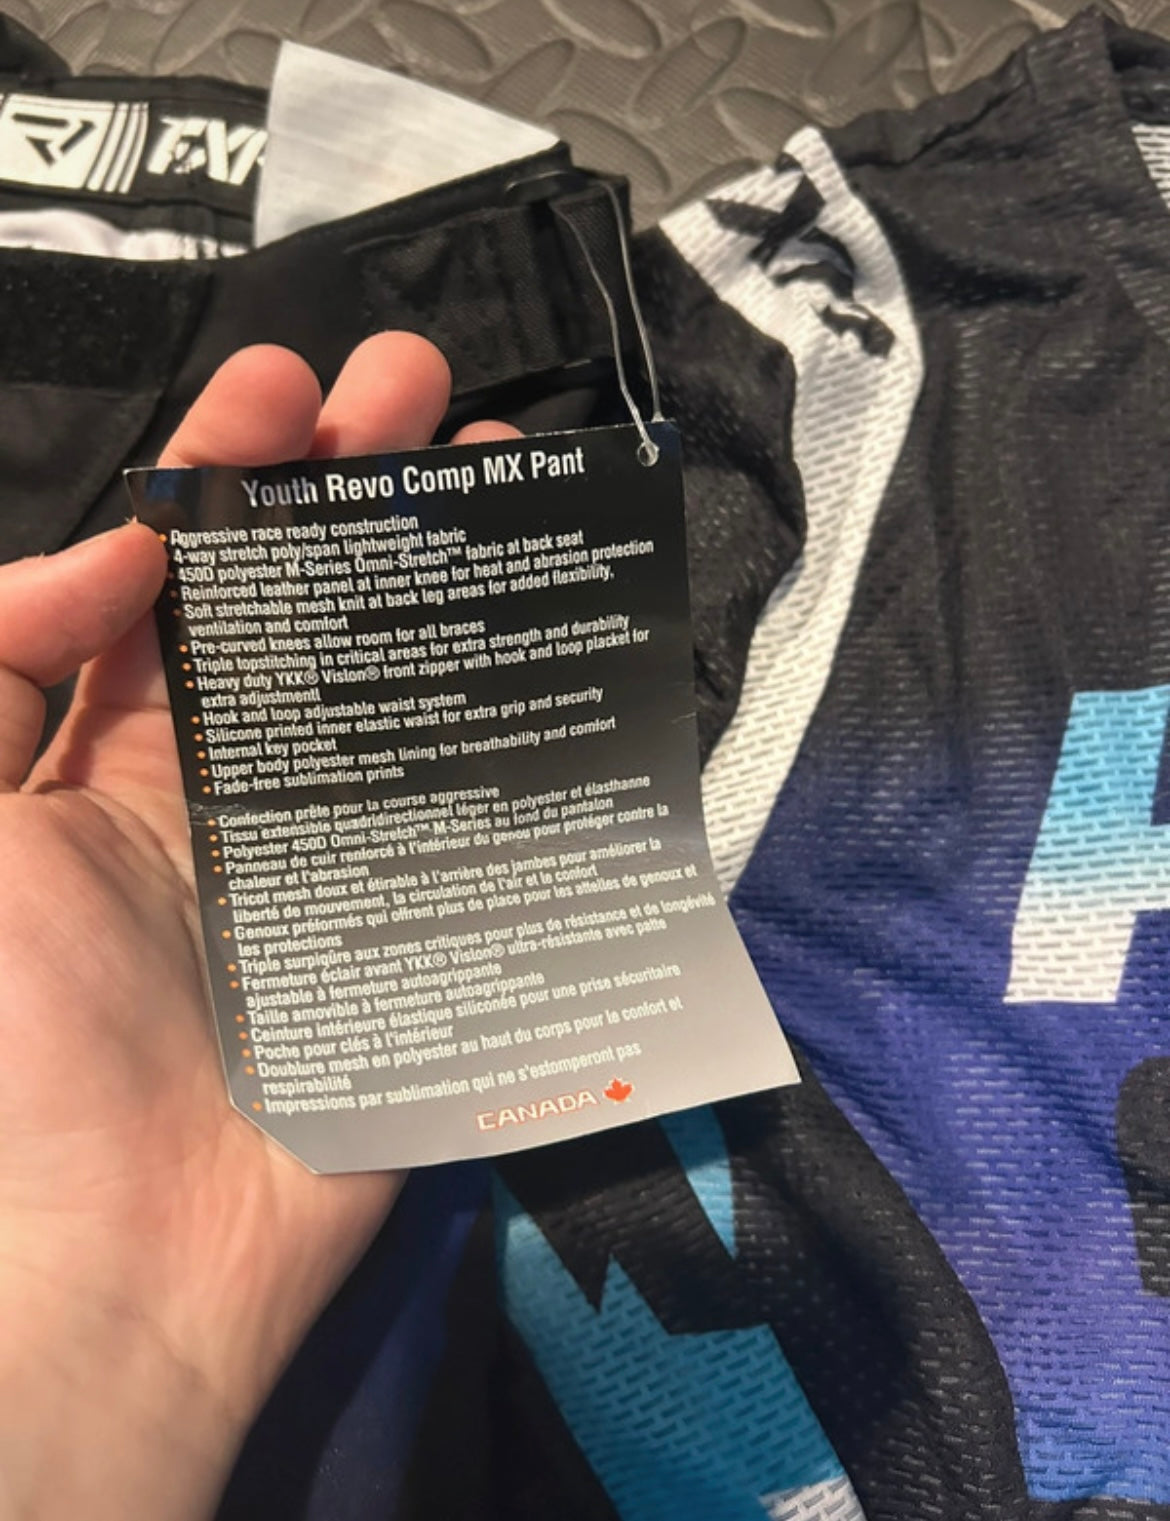 FXR
Youth Revo Comp MX Pant
• Aggressive race ready construction
• 4-way stretch poly/span lightweight fabric
• 450D polyester M-Series Omni-Stretch™ fabric at back seat
• Reinforced leather panel at inner knee for heat and abrasion protection
• Soft stretchable mesh knit at back leg areas for added flexibility,
ventilation and comfort
• Pre-curved knees allow room for all braces
• Triple topstitching in critical areas for extra strength and durability
• Heavy duty YKK® Vislon® front zipper with hook and loop placket for
extra adjustmentl
• Hook and loop adjustable waist system
• Silicone printed inner elastic waist for extra grip and security
• Internal key pocket
• Upper body polyester mesh lining for breathability and comfort
• Fade-free sublimation prints
• Confection prête pour la course aggressive
• Tissu extensible quadridirectionnel léger en polyester et élasthanne
• Polyester 450D Omni-Stretch™ M-Series au fond du pantalon
• Panneau de cuir renforcé à l'intérieur du genou pour protéger contre la
chaleur et l'abrasion
• Tricot mesh doux et étirable à l'arrière des jambes pour améliorer la
liberté de mouvement, la circulation de l'air et le confort
• Genoux préformés qui offrent plus de place pour les attelles de genoux et
les protections
• Triple surpiqûre aux zones critiques pour plus de résistance et de longévité
• Fermeture éclair avant YKK® Vislon® ultra-résistante avec patte
ajustable à fermeture autoagrippante
• Taille amovible à fermeture autoagrippante
• Ceinture intérieure élastique siliconée pour une prise sécuritaire
• Poche pour clés à l'intérieur
• Doublure mesh en polyester au haut du corps pour le confort et
respirabilité
• Impressions par sublimation qui ne s'estomperont pas
CANADA